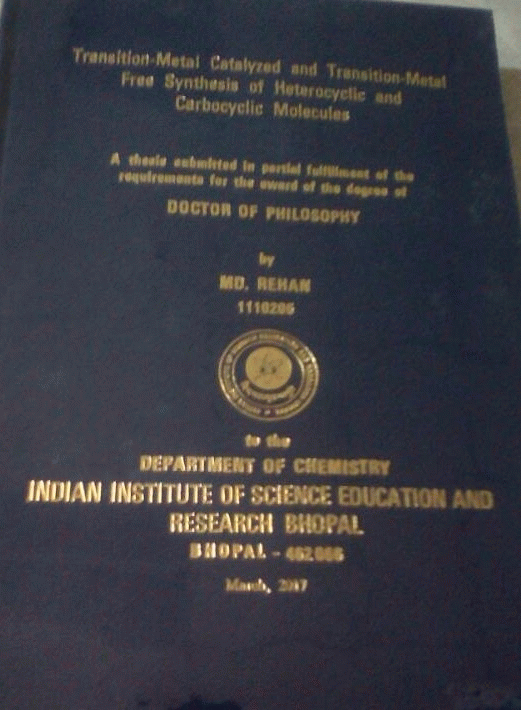 Transition-Metal Catalyzed and Transition-Metal
Free Synthesis of Heterocyclic and
Carbocyclic Molecules
A thesis submitted in partial fulfillment of the
requirements for the award of the degree of
DOCTOR OF PHILOSOPHY
by
MD. REHAN
1110206
to the
DEPARTMENT OF CHEMISTRY
INDIAN INSTITUTE OF SCIENCE EDUCATION AND
RESEARCH BHOPAL
BHOPAL - 462066
March, 2017